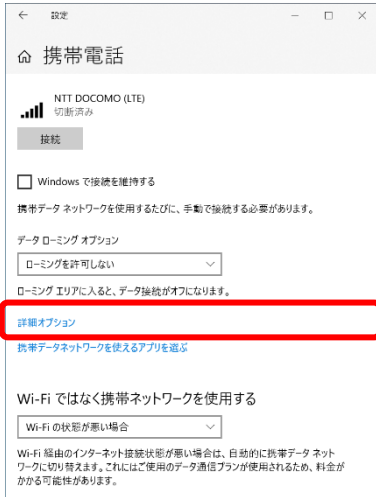 設定
携帯電話
NTT DOCOMO (LTE)
切断済み
接続
Windows で接続を維持する
携帯データ ネットワークを使用するたびに、手動で接続する必要があります。
データ ローミング オプション
ローミングを許可しない
ローミング エリアに入ると、データ接続がオフになります。
詳細オプション
携帯データネットワークを使えるアプリを選ぶ
Wi-Fi ではなく携帯ネットワークを使用する
Wi-Fi の状態が悪い場合
Wi-Fi 経由のインターネット接続状態が悪い場合は、自動的に携帯データ ネット
ワークに切り替えます。これにはご使用のデータ通信プランが使用されるため、料金が
かかる可能性があります。